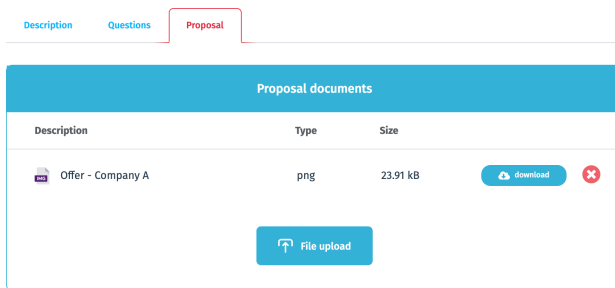 Description Questions Proposal
Proposal documents
Description Type Size
IMG Offer - Company A png 23.91 kB download
File upload